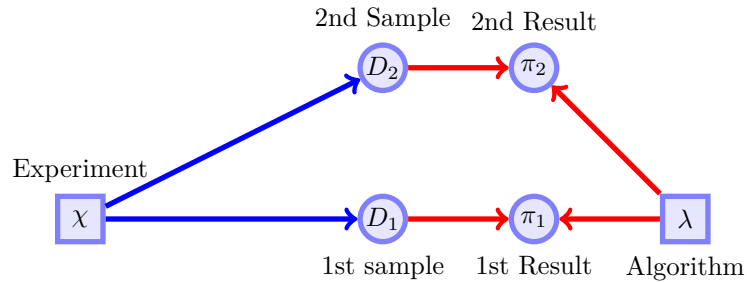 2nd Sample
2nd Result
D₂
π₂
Experiment
χ
D₁
π₁
λ
1st sample
1st Result
Algorithm